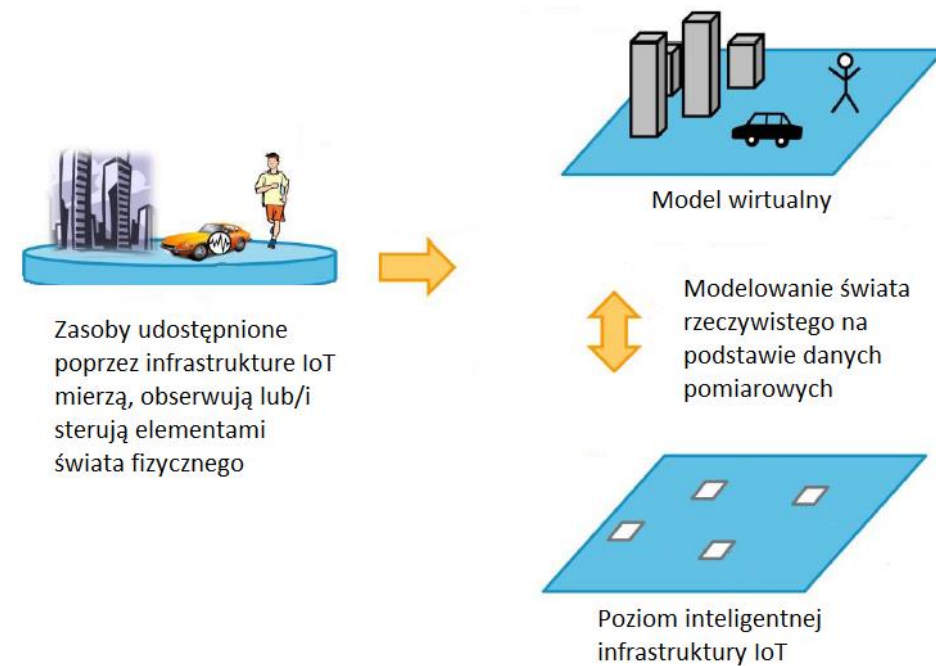 Model wirtualny
Zasoby udostępnione
poprzez infrastrukture IoT
mierzą, obserwują lub/i
sterują elementami
świata fizycznego
Modelowanie świata
rzeczywistego na
podstawie danych
pomiarowych
Poziom inteligentnej
infrastruktury IoT